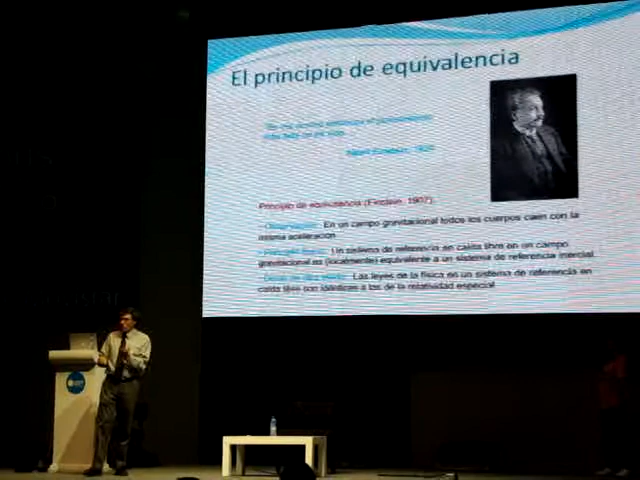 El principio de equivalencia
Albert Einstein, 1920
Principio de equivalencia (Einstein, 1907)
En un campo gravitacional todos los cuerpos caen con la
misma aceleración
Un sistema de referencia en caída libre en un campo
gravitacional es (localmente) equivalente a un sistema de referencia inercial
Las leyes de la física en un sistema de referencia en
caída libre son idénticas a las de la relatividad especial